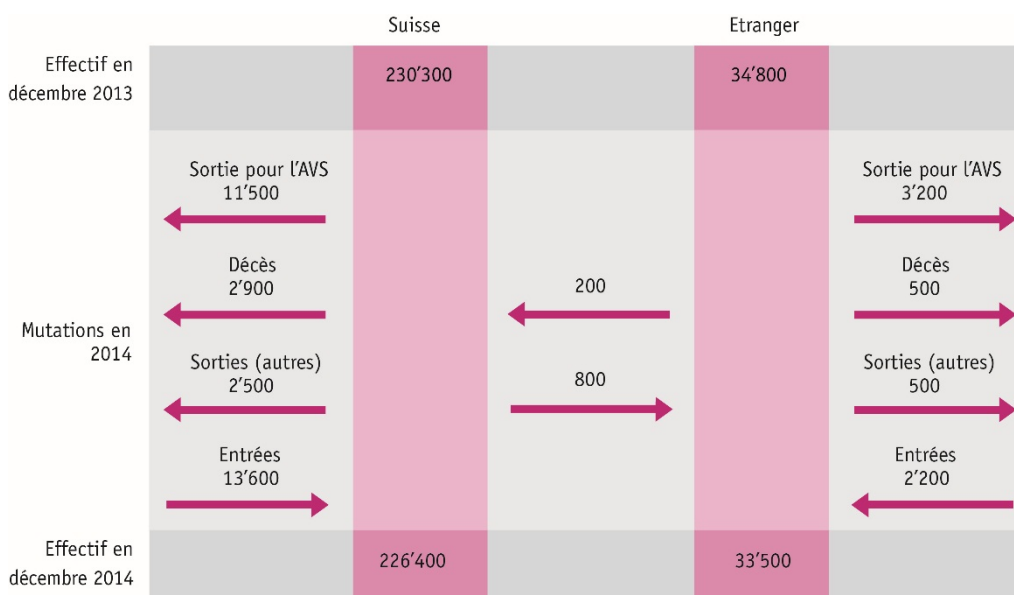 Suisse
Etranger
Effectif en
décembre 2013
230’300
34’800
Sortie pour l’AVS
11’500
Sortie pour l’AVS
3’200
Décès
2’900
200
Décès
500
Mutations en
2014
Sorties (autres)
2’500
800
Sorties (autres)
500
Entrées
13’600
Entrées
2’200
Effectif en
décembre 2014
226’400
33’500